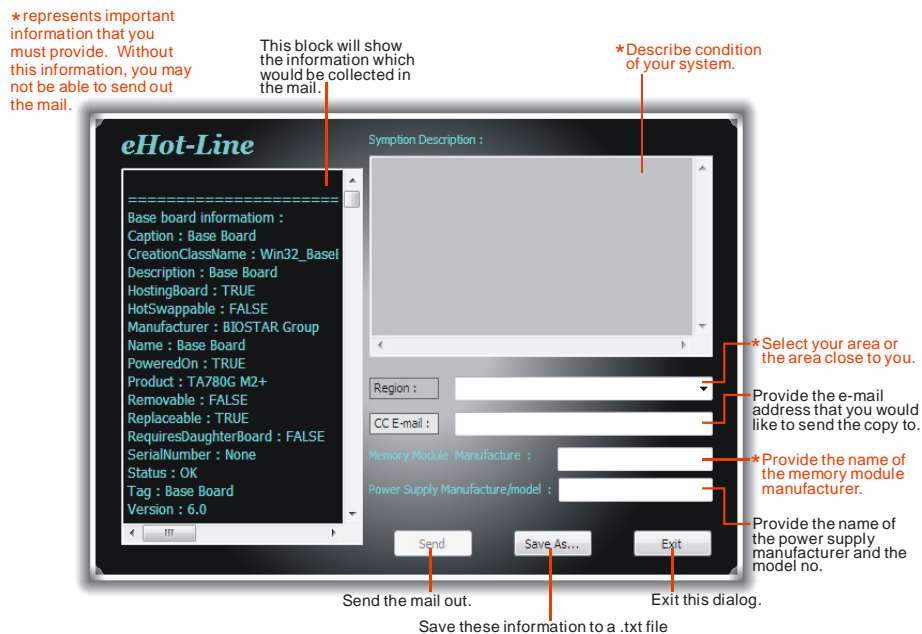 *represents important
information that you
must provide. Without
this information, you may
not be able to send out
the mail.
This block will show
the information which
would be collected in
the mail.
*Describe condition
of your system.
eHot-Line
Symption Description :
======================
Base board informatiom :
Caption : Base Board
CreationClassName : Win32_Basel
Description : Base Board
HostingBoard : TRUE
HotSwappable : FALSE
Manufacturer : BIOSTAR Group
Name : Base Board
PoweredOn : TRUE
Product : TA780G M2+
Removable : FALSE
Replaceable : TRUE
RequiresDaughterBoard : FALSE
SerialNumber : None
Status : OK
Tag : Base Board
Version : 6.0
Region :
CC E-mail :
Memory Module Manufacture :
Power Supply Manufacture/model :
Send
Save As...
Exit
*Select your area or
the area close to you.
Provide the e-mail
address that you would
like to send the copy to.
*Provide the name of
the memory module
manufacturer.
Provide the name of
the power supply
manufacturer and the
model no.
Send the mail out.
Exit this dialog.
Save these information to a .txt file